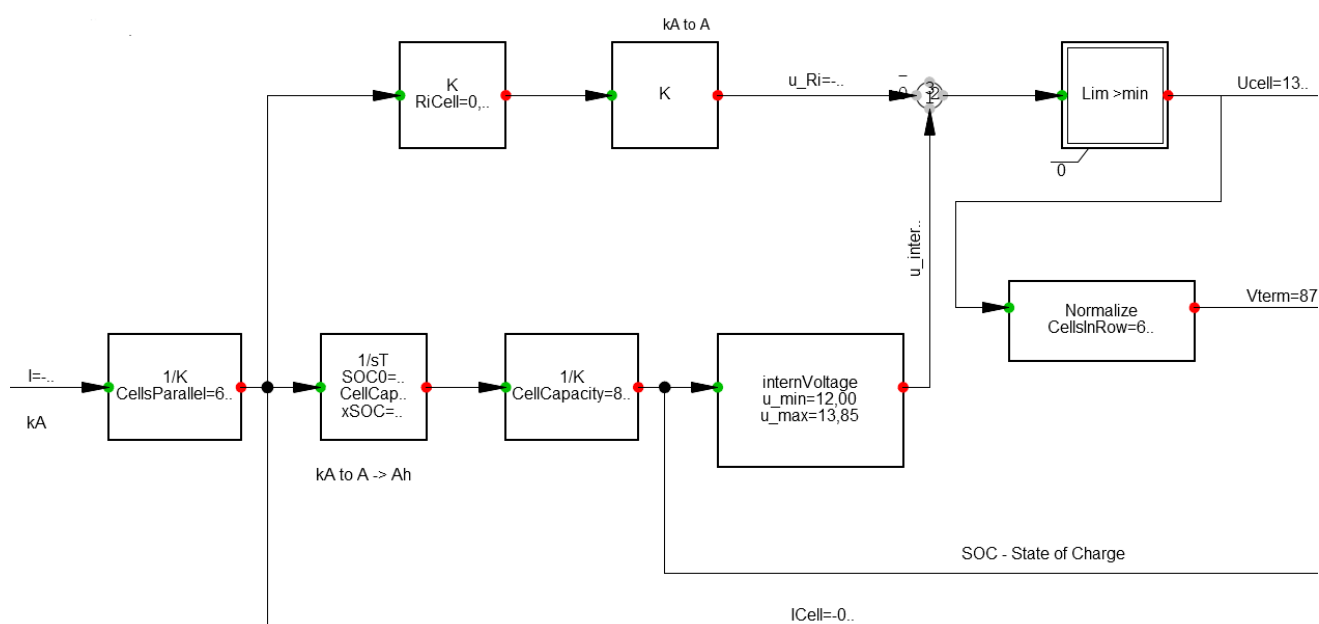 kA to A
K
RiCell=0,..
K
u_Ri=-..
Lim >min
0
Ucell=13..
u_inter..
Normalize
CellsInRow=6..
Vterm=87
I=-..
kA
1/K
CellsParallel=6..
1/sT
SOC0=..
CellCap..
xSOC=..
1/K
CellCapacity=8..
internVoltage
u_min=12,00
u_max=13,85
kA to A -> Ah
SOC - State of Charge
ICell=-0..